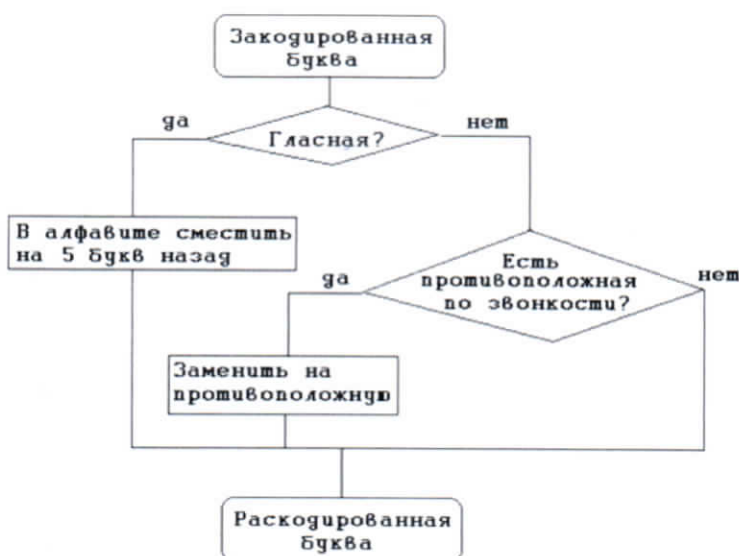 Закодированная
буква
да
Гласная?
нет
В алфавите сместить
на 5 букв назад
Есть
противоположная
по звонкости?
да
нет
Заменить на
противоположную
Раскодированная
буква